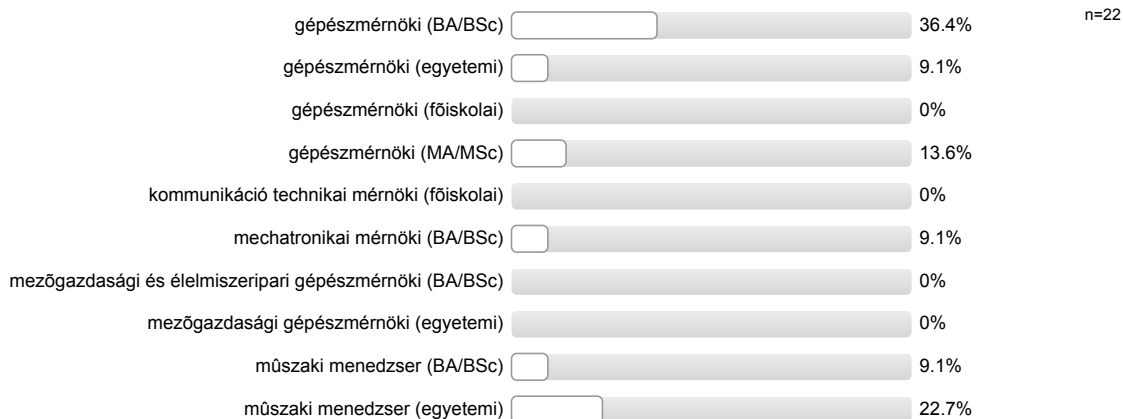 n=22
gépészmérnöki (BA/BSc) 36.4%
gépészmérnöki (egyetemi) 9.1%
gépészmérnöki (fõiskolai) 0%
gépészmérnöki (MA/MSc) 13.6%
kommunikáció technikai mérnöki (fõiskolai) 0%
mechatronikai mérnöki (BA/BSc) 9.1%
mezõgazdasági és élelmiszeripari gépészmérnöki (BA/BSc) 0%
mezõgazdasági gépészmérnöki (egyetemi) 0%
mûszaki menedzser (BA/BSc) 9.1%
mûszaki menedzser (egyetemi) 22.7%